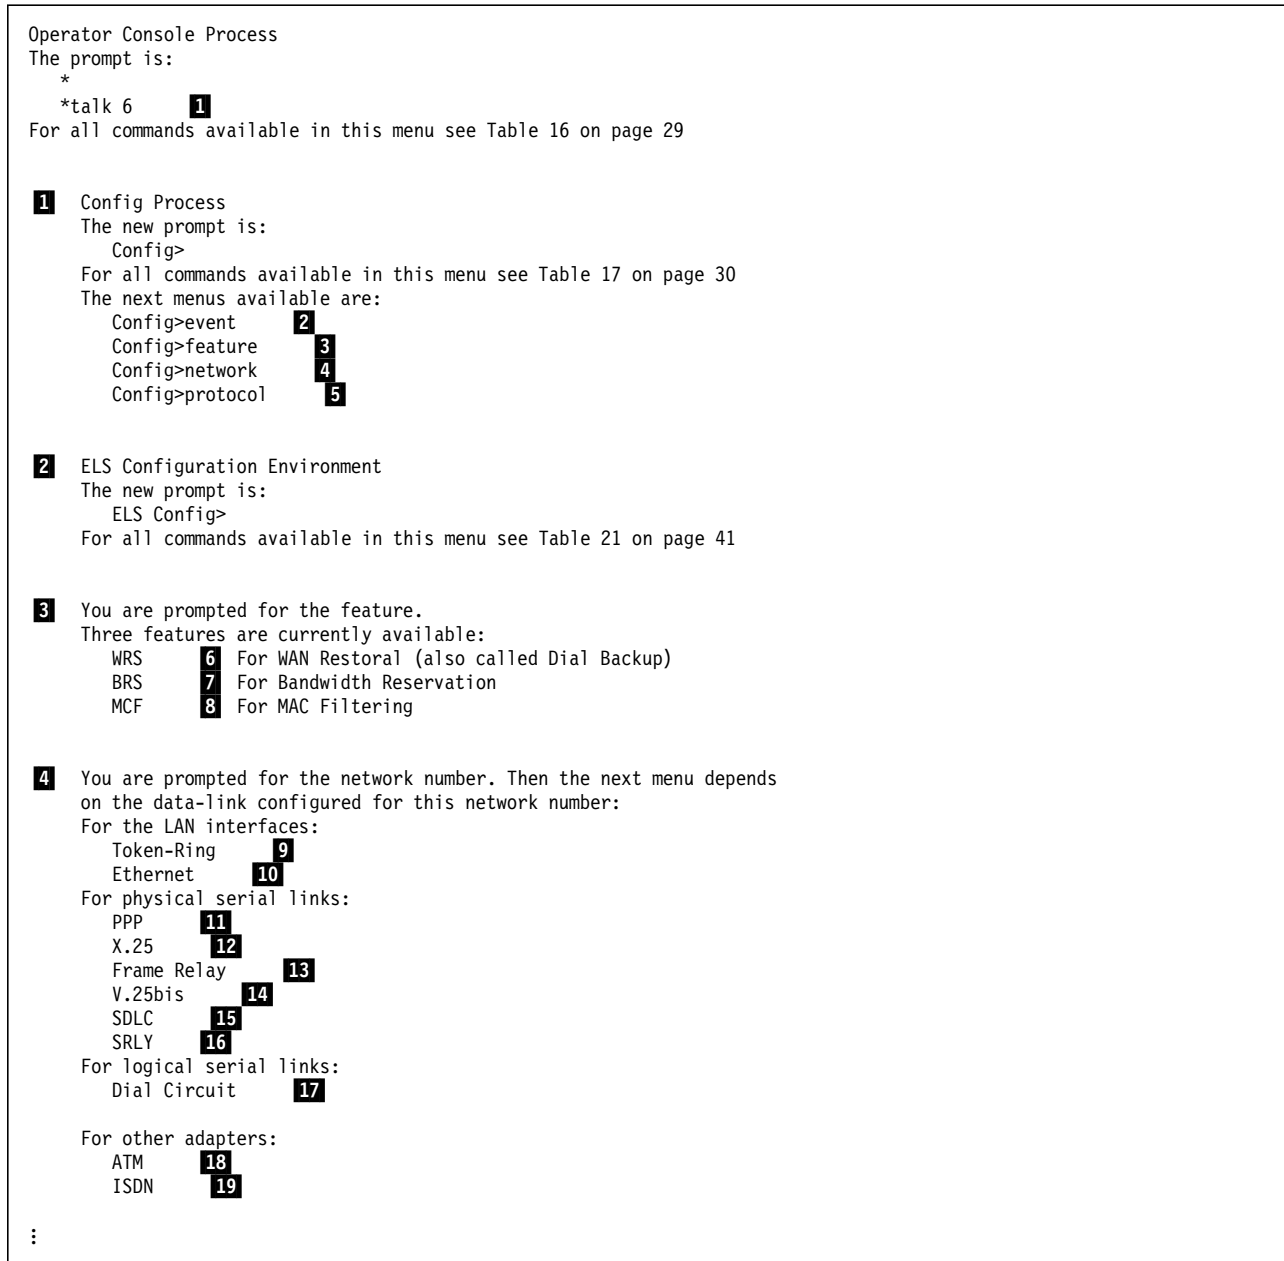 Operator Console Process
The prompt is:
*
*talk 6 1
For all commands available in this menu see Table 16 on page 29
1 Config Process
The new prompt is:
Config>
For all commands available in this menu see Table 17 on page 30
The next menus available are:
Config>event 2
Config>feature 3
Config>network 4
Config>protocol 5
2 ELS Configuration Environment
The new prompt is:
ELS Config>
For all commands available in this menu see Table 21 on page 41
3 You are prompted for the feature.
Three features are currently available:
WRS 6 For WAN Restoral (also called Dial Backup)
BRS 7 For Bandwidth Reservation
MCF 8 For MAC Filtering
4 You are prompted for the network number. Then the next menu depends
on the data-link configured for this network number:
For the LAN interfaces:
Token-Ring 9
Ethernet 10
For physical serial links:
PPP 11
X.25 12
Frame Relay 13
V.25bis 14
SDLC 15
SRLY 16
For logical serial links:
Dial Circuit 17
For other adapters:
ATM 18
ISDN 19
⋮